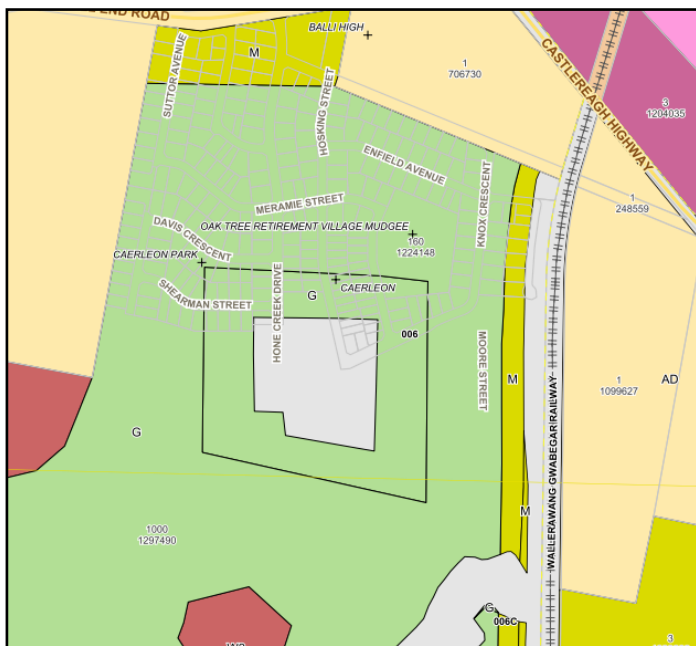 END ROAD
BALLI HIGH
M
1
706730
CASTLEREAGH HIGHWAY
3
1204035
SUTTOR AVENUE
HOSKING STREET
ENFIELD AVENUE
KNOX CRESCENT
1
248559
MERAMIE STREET
OAK TREE RETIREMENT VILLAGE MUDGEE
160
1224148
DAVIS CRESCENT
CAERLEON PARK
CAERLEON
SHEARMAN STREET
HONE CREEK DRIVE
G
006
MOORE STREET
M
1
1099627
AD
WALLERAWANG GWABEGAR RAILWAY
G
1000
1297490
M
G
006C
3